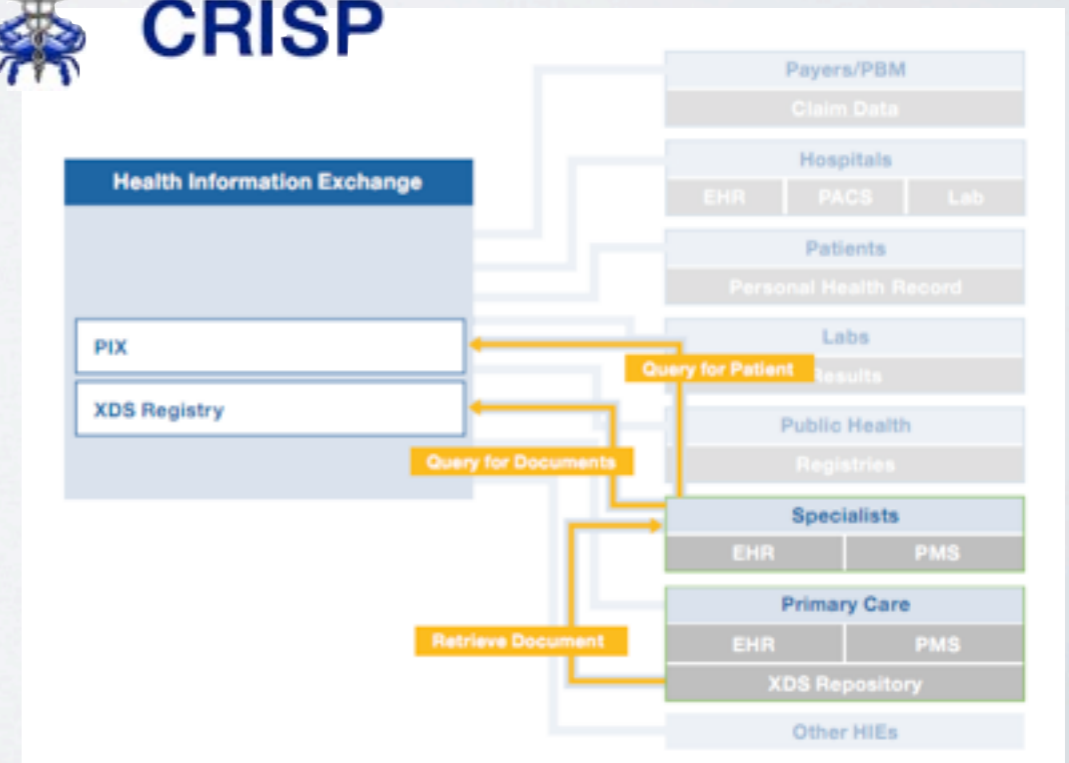 CRISP
Health Information Exchange
PIX
XDS Registry
Query for Patient
Query for Documents
Retrieve Document
Payers/PBM
Claim Data
Hospitals
EHR PACS Lab
Patients
Personal Health Record
Labs
Results
Public Health
Registries
Specialists
EHR PMS
Primary Care
EHR PMS
XDS Repository
Other HIEs